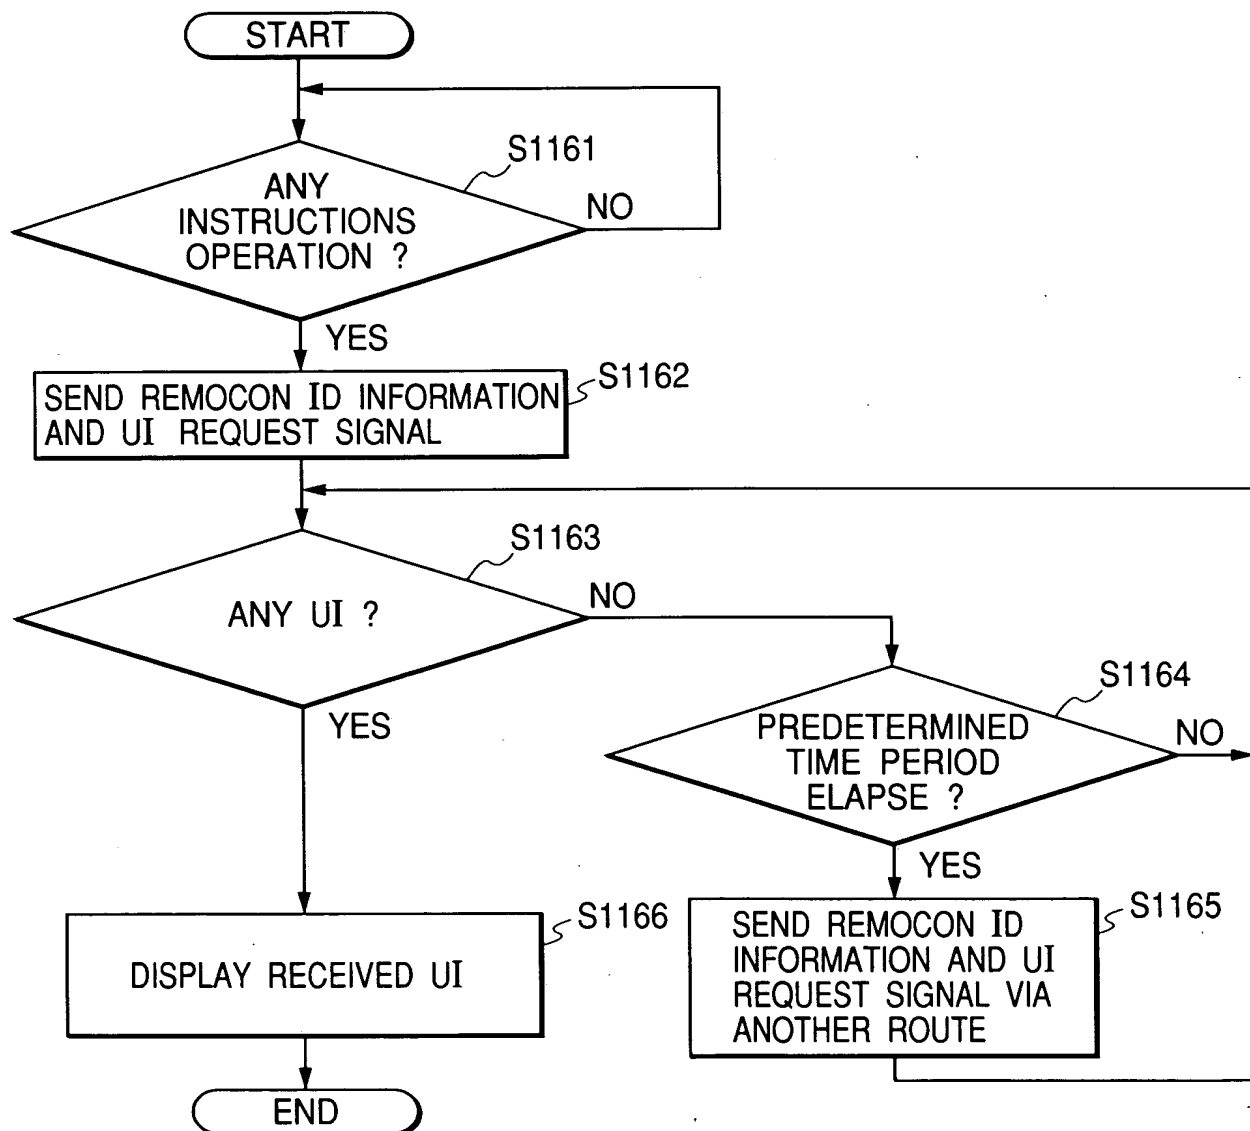 START
S1161
ANY
INSTRUCTIONS
OPERATION ?
NO
YES
S1162
SEND REMOCON ID INFORMATION
AND UI REQUEST SIGNAL
S1163
ANY UI ?
NO
YES
S1164
PREDETERMINED
TIME PERIOD
ELAPSE ?
NO
YES
S1165
SEND REMOCON ID
INFORMATION AND UI
REQUEST SIGNAL VIA
ANOTHER ROUTE
S1166
DISPLAY RECEIVED UI
END